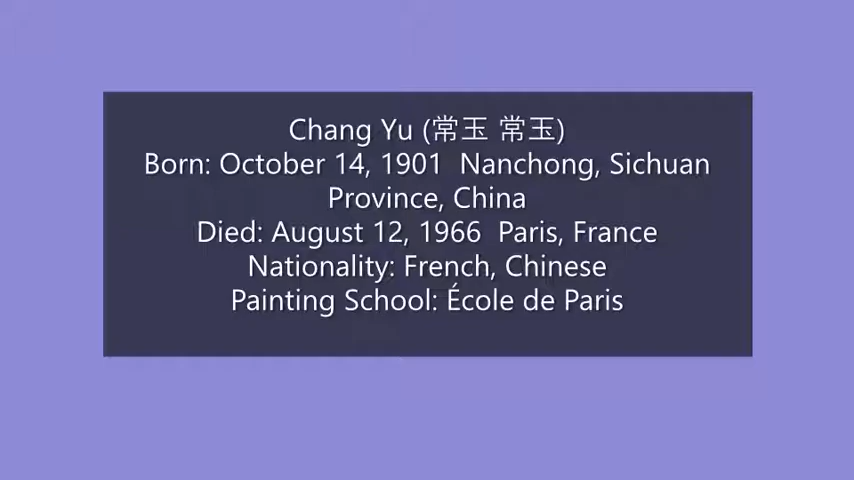 Chang Yu (常玉 常玉)
Born: October 14, 1901  Nanchong, Sichuan
Province, China
Died: August 12, 1966  Paris, France
Nationality: French, Chinese
Painting School: École de Paris